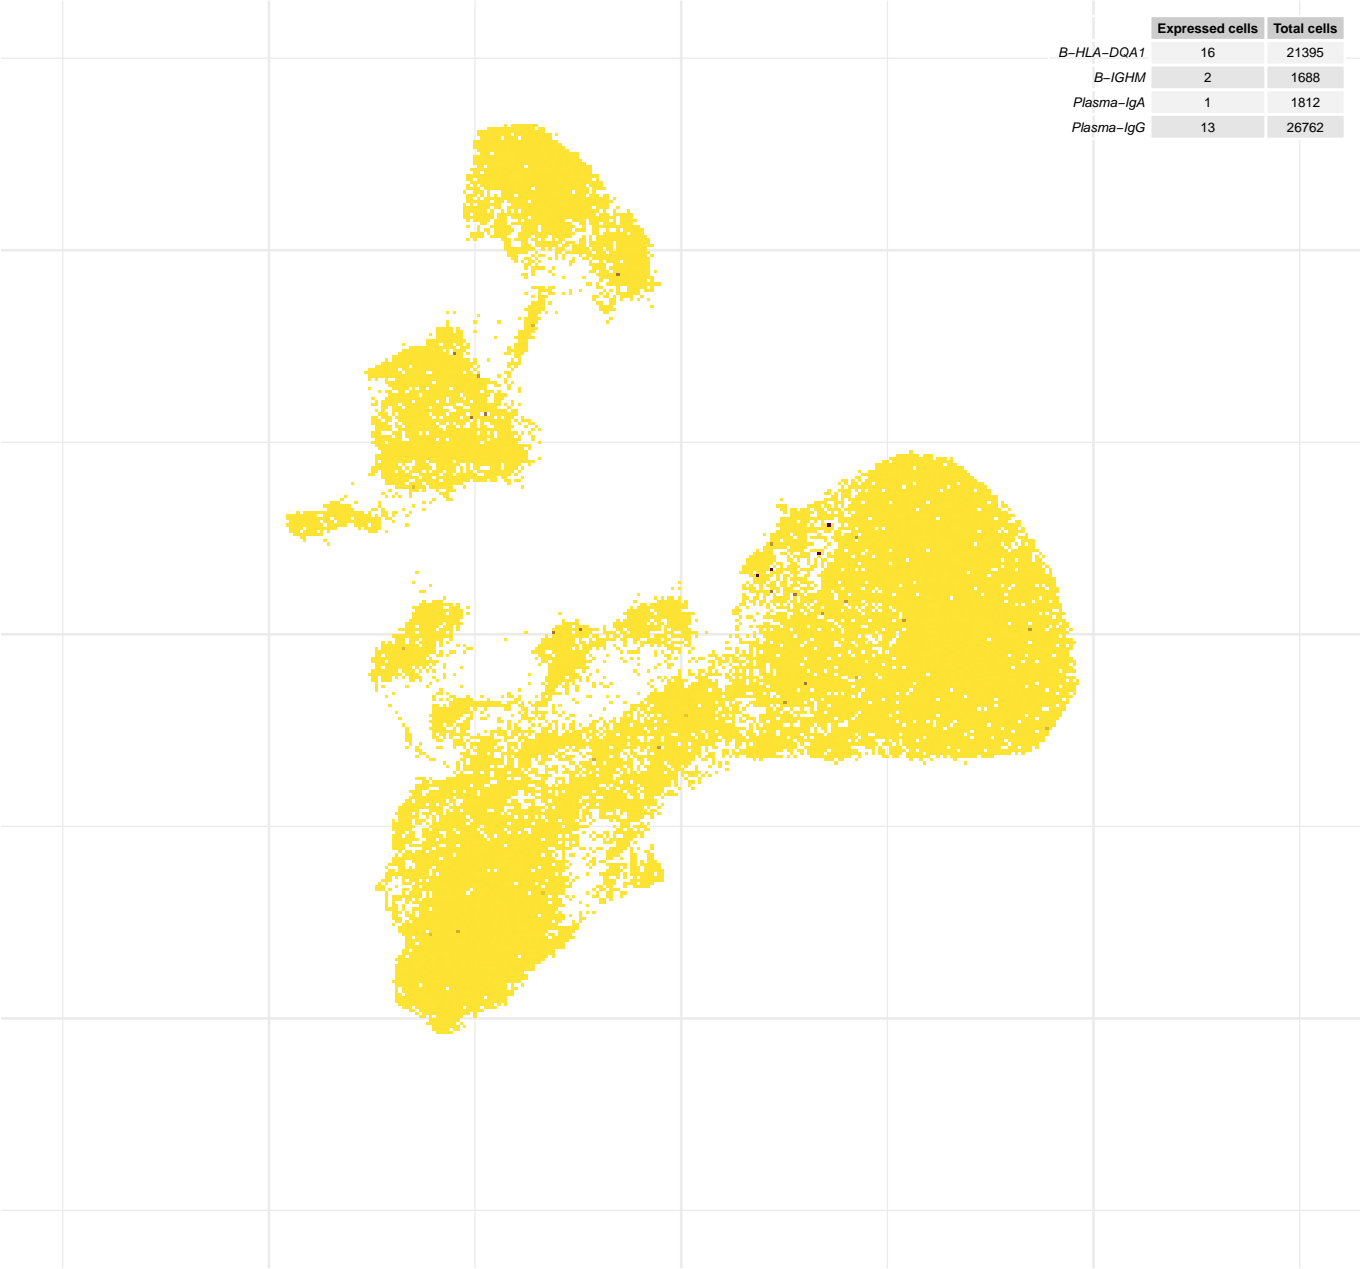 Expressed cells Total cells
B−HLA−DQA1 16 21395
B−IGHM 2 1688
Plasma−IgA 1 1812
Plasma−IgG 13 26762